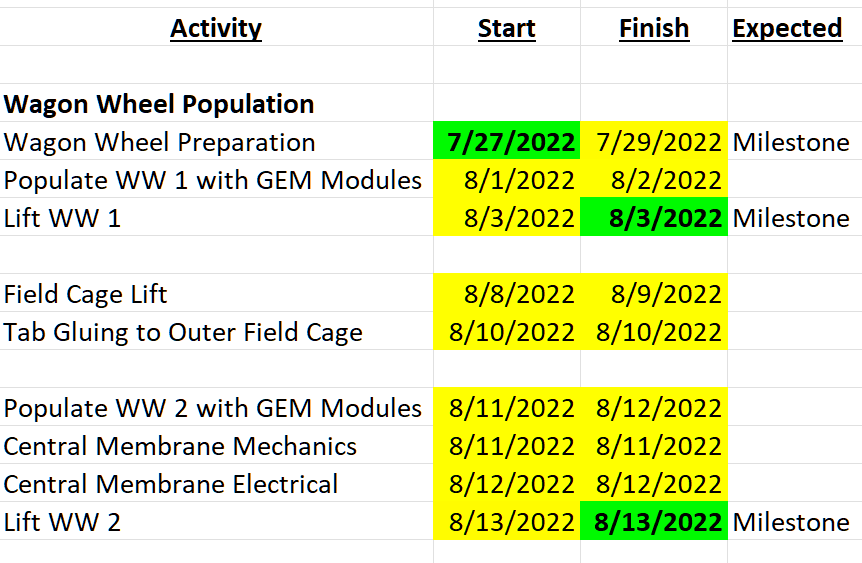 Activity Start Finish Expected
Wagon Wheel Population
Wagon Wheel Preparation 7/27/2022 7/29/2022 Milestone
Populate WW 1 with GEM Modules 8/1/2022 8/2/2022
Lift WW 1 8/3/2022 8/3/2022 Milestone
Field Cage Lift 8/8/2022 8/9/2022
Tab Gluing to Outer Field Cage 8/10/2022 8/10/2022
Populate WW 2 with GEM Modules 8/11/2022 8/12/2022
Central Membrane Mechanics 8/11/2022 8/11/2022
Central Membrane Electrical 8/12/2022 8/12/2022
Lift WW 2 8/13/2022 8/13/2022 Milestone